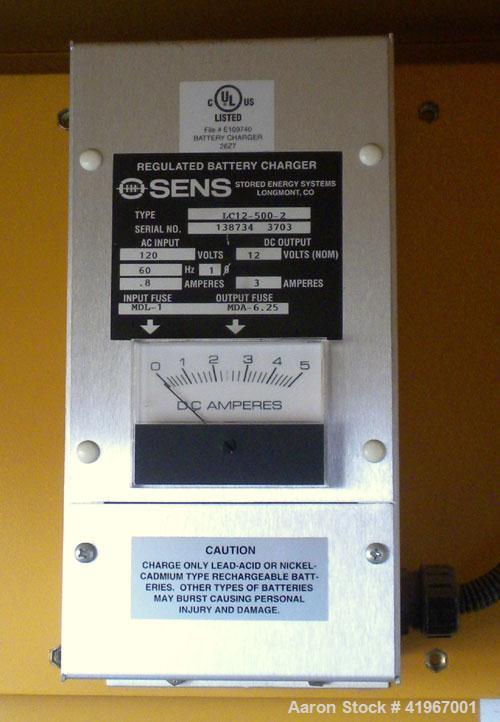 C UL US
LISTED
File # E109740
BATTERY CHARGER
26Z7
REGULATED BATTERY CHARGER
SENS STORED ENERGY SYSTEMS
LONGMONT, CO
TYPE LC12-500-2
SERIAL NO. 138734 3703
AC INPUT DC OUTPUT
120 VOLTS 12 VOLTS (NOM)
60 Hz 1 ø
.8 AMPERES 3 AMPERES
INPUT FUSE OUTPUT FUSE
MDL-1 MDA-6.25
0 1 2 3 4 5
DC AMPERES
CAUTION
CHARGE ONLY LEAD-ACID OR NICKEL-
CADMIUM TYPE RECHARGEABLE BATT-
ERIES. OTHER TYPES OF BATTERIES
MAY BURST CAUSING PERSONAL
INJURY AND DAMAGE.
Aaron Stock # 41967001